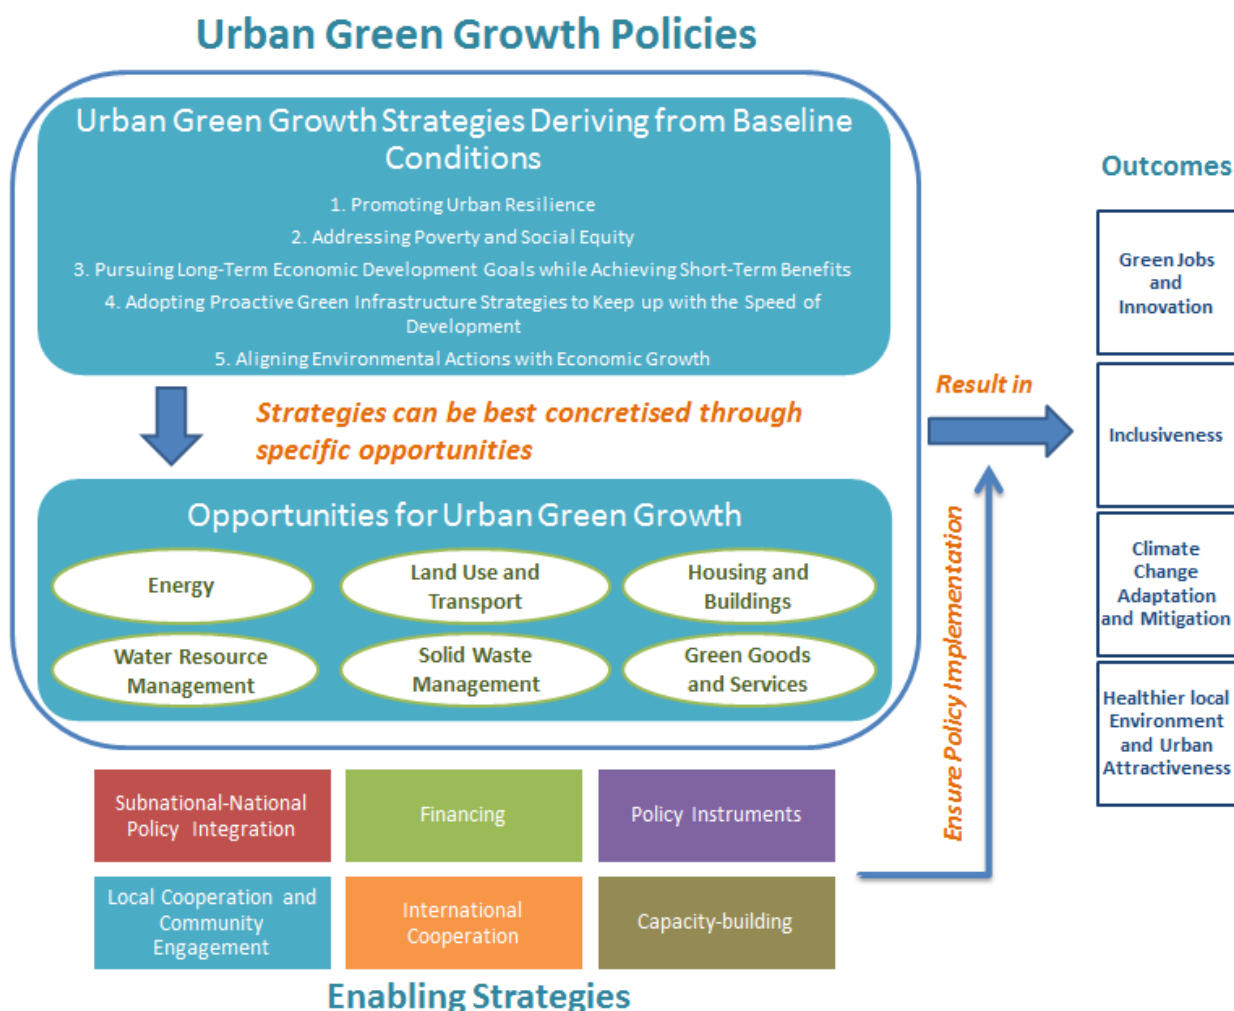 Urban Green Growth Policies
Urban Green Growth Strategies Deriving from Baseline
Conditions
1. Promoting Urban Resilience
2. Addressing Poverty and Social Equity
3. Pursuing Long-Term Economic Development Goals while Achieving Short-Term Benefits
4. Adopting Proactive Green Infrastructure Strategies to Keep up with the Speed of
Development
5. Aligning Environmental Actions with Economic Growth
Strategies can be best concretised through
specific opportunities
Opportunities for Urban Green Growth
Energy
Land Use and
Transport
Housing and
Buildings
Water Resource
Management
Solid Waste
Management
Green Goods
and Services
Subnational-National
Policy Integration
Financing
Policy Instruments
Local Cooperation and
Community
Engagement
International
Cooperation
Capacity-building
Enabling Strategies
Result in
Ensure Policy Implementation
Outcomes
Green Jobs
and
Innovation
Inclusiveness
Climate
Change
Adaptation
and Mitigation
Healthier local
Environment
and Urban
Attractiveness